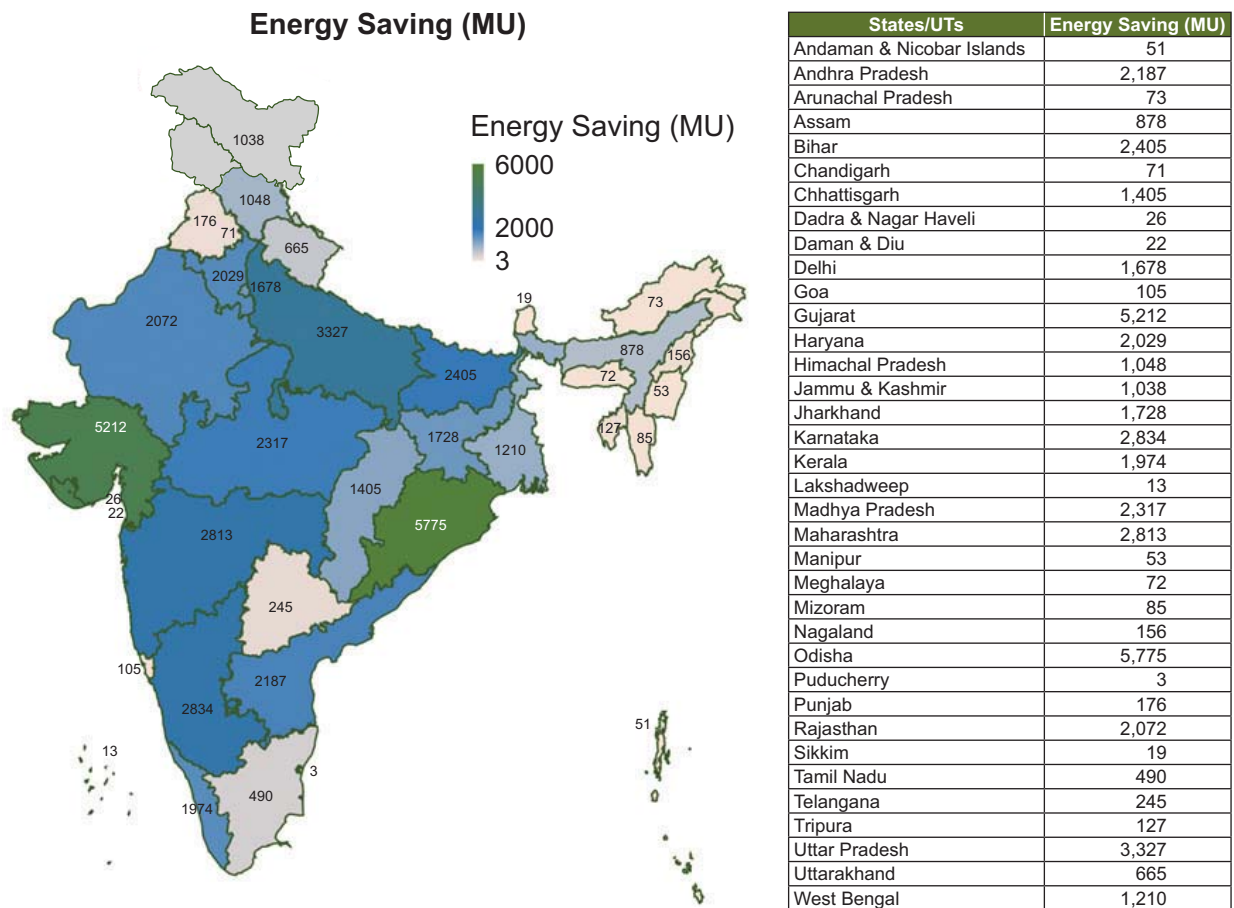 Energy Saving (MU)
Energy Saving (MU)
6000
2000
3
1038
1048
176
71
665
2029
1678
2072
3327
2405
19
73
878
156
72
53
127
85
5212
2317
1728
1210
1405
26
22
5775
2813
245
105
2187
2834
51
13
3
490
1974
States/UTs Energy Saving (MU)
Andaman & Nicobar Islands 51
Andhra Pradesh 2,187
Arunachal Pradesh 73
Assam 878
Bihar 2,405
Chandigarh 71
Chhattisgarh 1,405
Dadra & Nagar Haveli 26
Daman & Diu 22
Delhi 1,678
Goa 105
Gujarat 5,212
Haryana 2,029
Himachal Pradesh 1,048
Jammu & Kashmir 1,038
Jharkhand 1,728
Karnataka 2,834
Kerala 1,974
Lakshadweep 13
Madhya Pradesh 2,317
Maharashtra 2,813
Manipur 53
Meghalaya 72
Mizoram 85
Nagaland 156
Odisha 5,775
Puducherry 3
Punjab 176
Rajasthan 2,072
Sikkim 19
Tamil Nadu 490
Telangana 245
Tripura 127
Uttar Pradesh 3,327
Uttarakhand 665
West Bengal 1,210